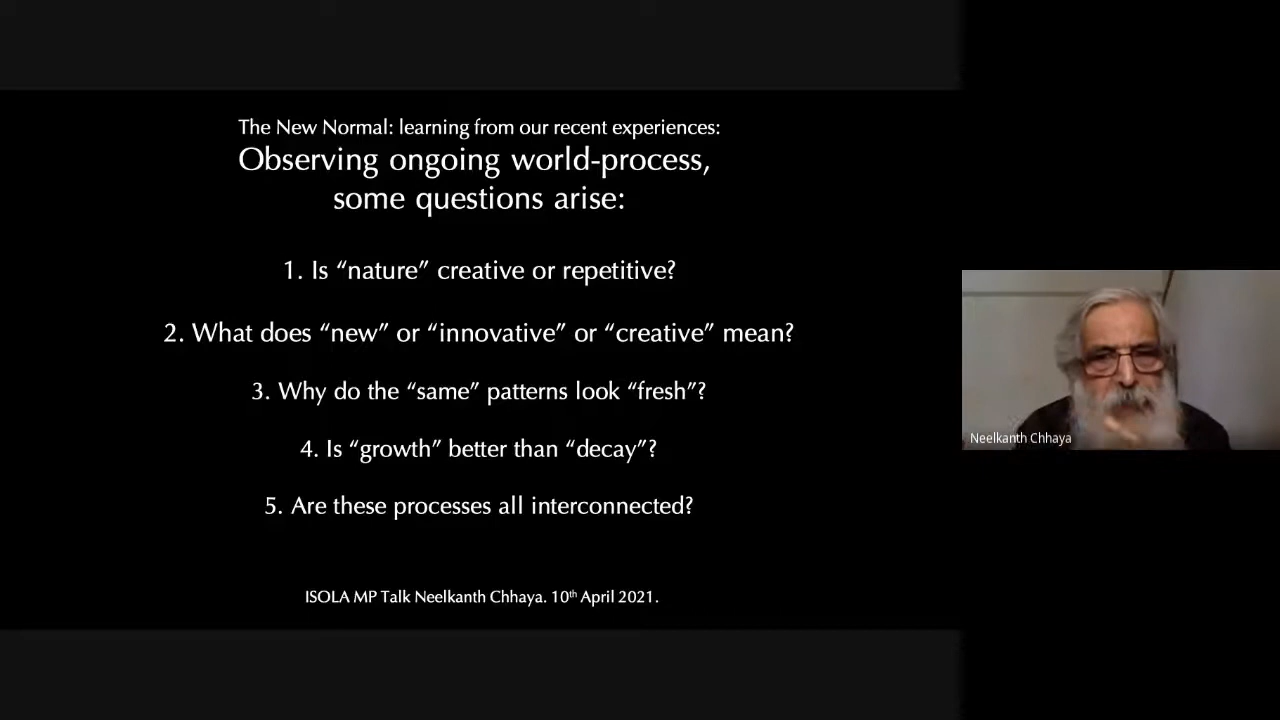 The New Normal: learning from our recent experiences:
Observing ongoing world-process,
some questions arise:
1. Is “nature” creative or repetitive?
2. What does “new” or “innovative” or “creative” mean?
3. Why do the “same” patterns look “fresh”?
4. Is “growth” better than “decay”?
5. Are these processes all interconnected?
ISOLA MP Talk Neelkanth Chhaya. 10th April 2021.
Neelkanth Chhaya